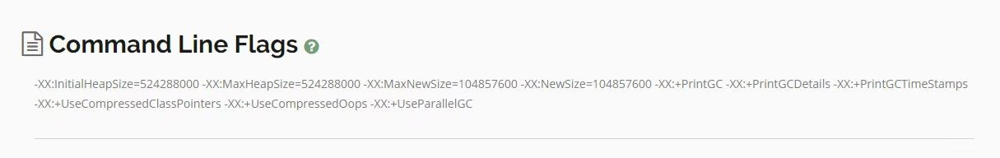 Command Line Flags ?
-XX:InitialHeapSize=524288000 -XX:MaxHeapSize=524288000 -XX:MaxNewSize=104857600 -XX:NewSize=104857600 -XX:+PrintGC -XX:+PrintGCDetails -XX:+PrintGCTimeStamps
-XX:+UseCompressedClassPointers -XX:+UseCompressedOops -XX:+UseParallelGC